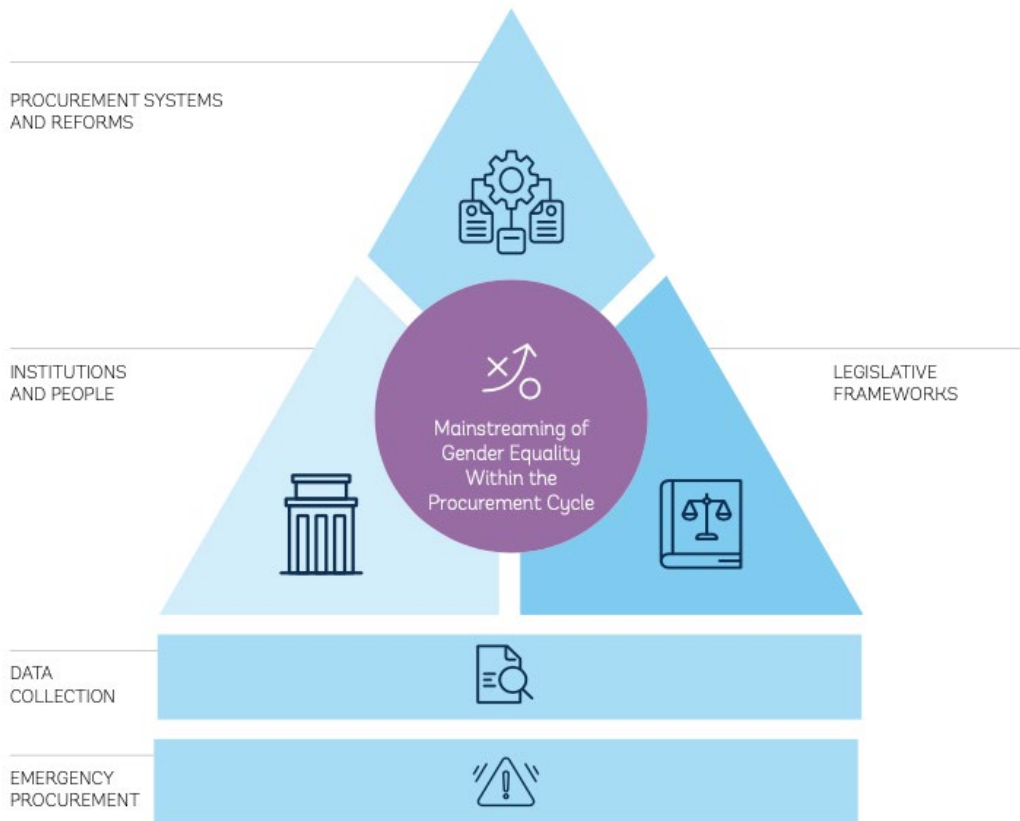 PROCUREMENT SYSTEMS
AND REFORMS
INSTITUTIONS
AND PEOPLE
Mainstreaming of
Gender Equality
Within the
Procurement Cycle
LEGISLATIVE
FRAMEWORKS
DATA
COLLECTION
EMERGENCY
PROCUREMENT